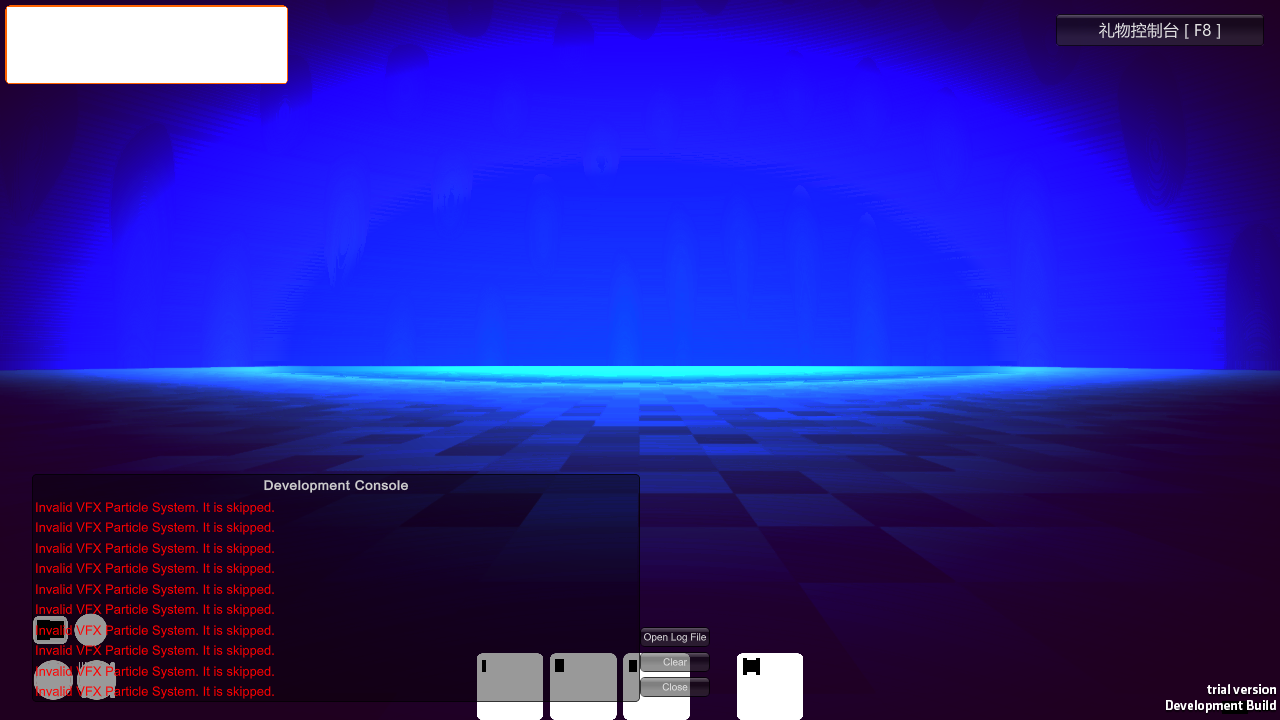 礼物控制台 [ F8 ]
Development Console
Invalid VFX Particle System. It is skipped.
Invalid VFX Particle System. It is skipped.
Invalid VFX Particle System. It is skipped.
Invalid VFX Particle System. It is skipped.
Invalid VFX Particle System. It is skipped.
Invalid VFX Particle System. It is skipped.
Invalid VFX Particle System. It is skipped.
Invalid VFX Particle System. It is skipped.
Invalid VFX Particle System. It is skipped.
Invalid VFX Particle System. It is skipped.
Open Log File
Clear
Close
trial version
Development Build